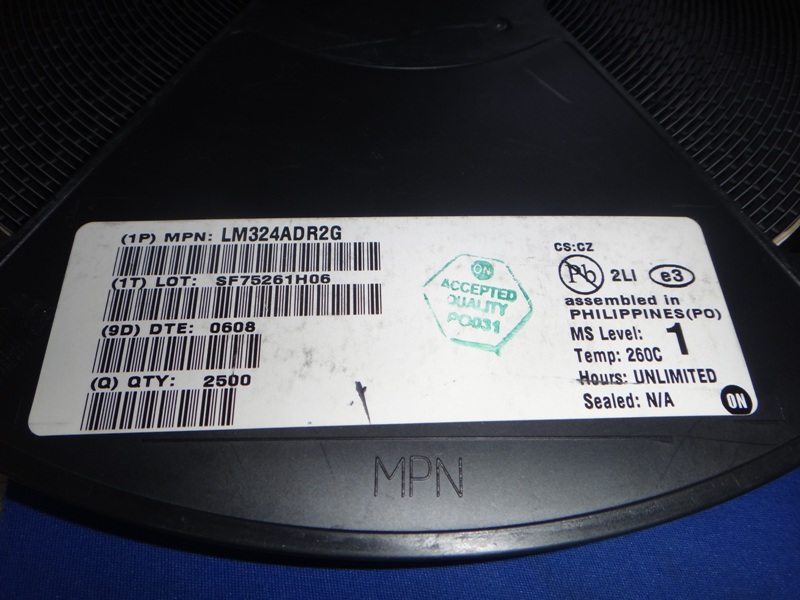 (1P) MPN: LM324ADR2G
(1T) LOT: SF75261H06
(9D) DTE: 0608
(Q) QTY: 2500
ON
ACCEPTED
QUALITY
PO031
CS:CZ
Pb 2LI e3
assembled in
PHILIPPINES(PO)
MS Level: 1
Temp: 260C
Hours: UNLIMITED
Sealed: N/A
ON
MPN